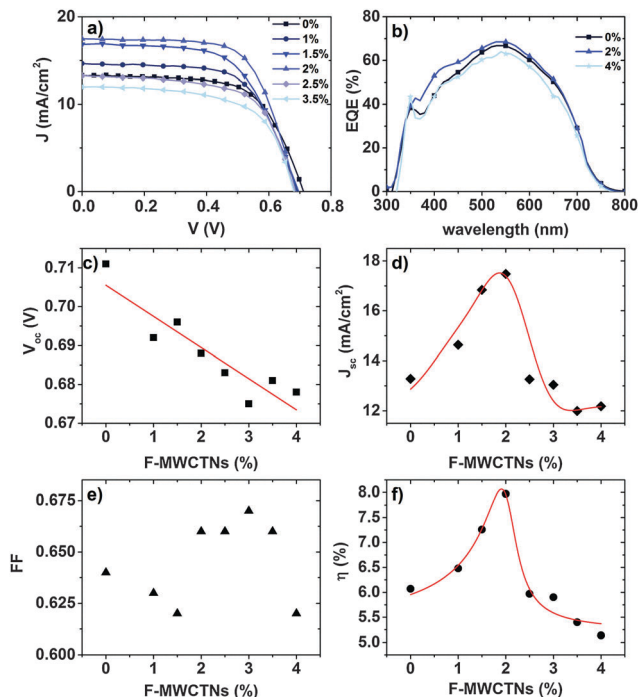 a)
J (mA/cm²)
20
15
10
5
0
0.0 0.2 0.4 0.6 0.8
V (V)
0%
1%
1.5%
2%
2.5%
3.5%
b)
EQE (%)
80
60
40
20
0
300 400 500 600 700 800
wavelength (nm)
0%
2%
4%
c)
Voc (V)
0.71
0.70
0.69
0.68
0.67
0 1 2 3 4
F-MWCTNs (%)
d)
Jsc (mA/cm²)
18
16
14
12
0 1 2 3 4
F-MWCTNs (%)
e)
FF
0.675
0.650
0.625
0.600
0 1 2 3 4
F-MWCTNs (%)
f)
η (%)
8.0
7.5
7.0
6.5
6.0
5.5
5.0
0 1 2 3 4
F-MWCTNs (%)